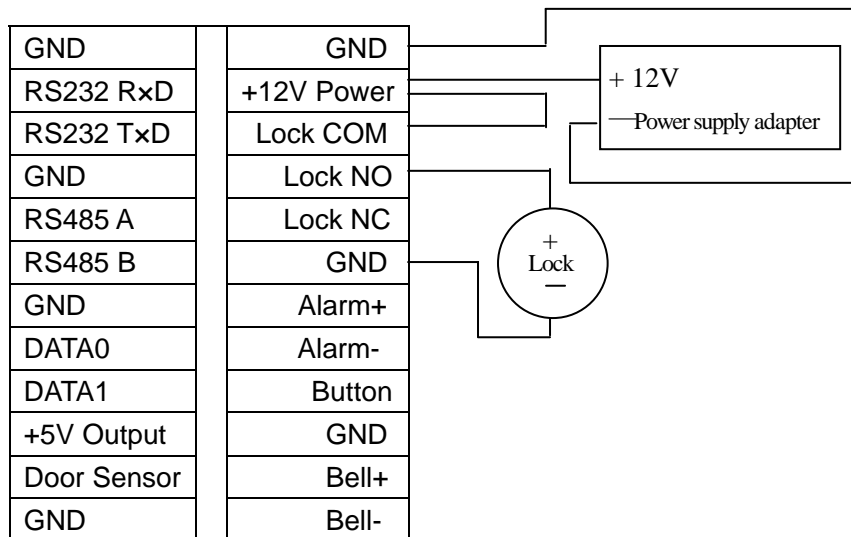 GND
GND
RS232 R×D
+12V Power
RS232 T×D
Lock COM
GND
Lock NO
RS485 A
Lock NC
RS485 B
GND
GND
Alarm+
DATA0
Alarm-
DATA1
Button
+5V Output
GND
Door Sensor
Bell+
GND
Bell-
+ 12V
—Power supply adapter
+
Lock
—